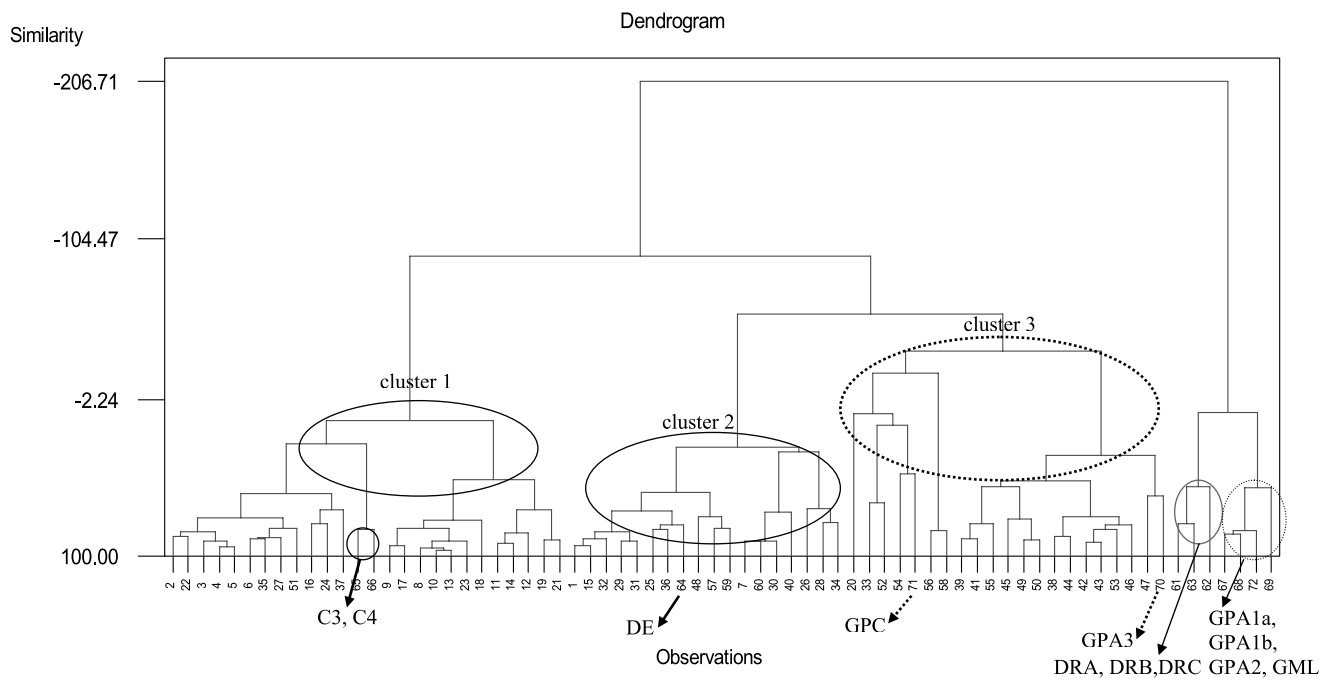 Dendrogram
Similarity
-206.71
-104.47
cluster 3
-2.24
cluster 1
cluster 2
100.00
2 22 3 4 5 6 35 27 51 16 24 37 65 66 9 17 8 10 13 23 18 11 14 12 19 21 1 15 32 29 31 25 36 64 48 57 59 7 60 30 40 26 28 34 20 33 52 54 71 56 58 39 41 55 45 49 50 38 44 42 43 53 46 47 70 61 63 62 67 68 72 69
C3, C4
DE
GPC
GPA1a,
GPA3
GPA1b,
Observations
DRA, DRB,DRC GPA2, GML